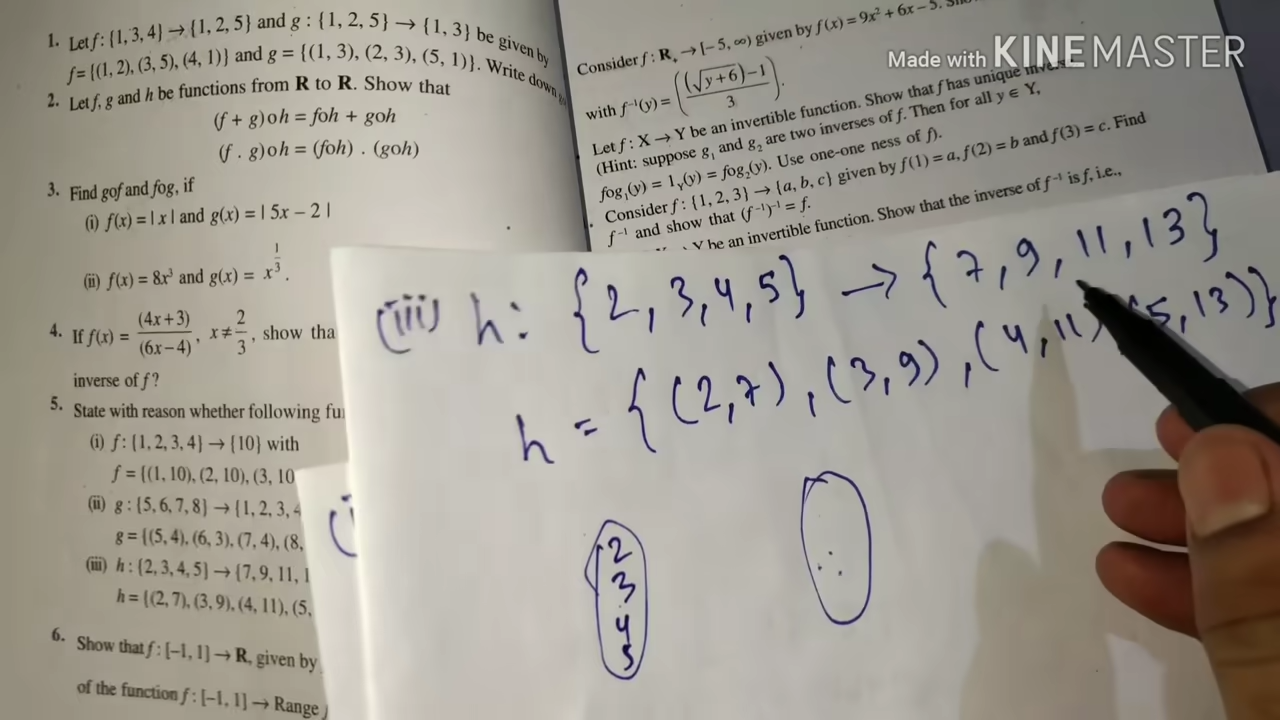 1. Let f : {1, 3, 4} → {1, 2, 5} and g : {1, 2, 5} → {1, 3} be given by
f = {(1, 2), (3, 5), (4, 1)} and g = {(1, 3), (2, 3), (5, 1)}. Write down
2. Let f, g and h be functions from R to R. Show that
(f + g) o h = foh + goh
(f . g) o h = (foh) . (goh)
3. Find gof and fog, if
(i) f(x) = | x | and g(x) = | 5x – 2 |
(ii) f(x) = 8x³ and g(x) = x^(1/3).
4. If f(x) = (4x+3)/(6x–4), x ≠ 2/3, show tha
inverse of f ?
5. State with reason whether following fu
(i) f : {1, 2, 3, 4} → {10} with
f = {(1, 10), (2, 10), (3, 10
(ii) g : {5, 6, 7, 8} → {1, 2, 3, 4
g = {(5, 4), (6, 3), (7, 4), (8,
(iii) h : {2, 3, 4, 5} → {7, 9, 11, 1
h = {(2, 7), (3, 9), (4, 11), (5,
6. Show that f : [–1, 1] → R, given by
of the function f : [–1, 1] → Range
Made with KINEMASTER
Consider f : R₊ → [– 5, ∞) given by f(x) = 9x² + 6x – 5.
with f⁻¹(y) = (((√y+6)–1)/3).
Let f : X → Y be an invertible function. Show that f has unique
(Hint: suppose g₁ and g₂ are two inverses of f. Then for all y ∈ Y,
fog₁(y) = 1_Y(y) = fog₂(y). Use one-one ness of f).
Consider f : {1, 2, 3} → {a, b, c} given by f(1) = a, f(2) = b and f(3) = c. Find
f⁻¹ and show that (f⁻¹)⁻¹ = f.
Y be an invertible function. Show that the inverse of f⁻¹ is f, i.e.,
(iii) h: {2, 3, 4, 5} → {7, 9, 11, 13}
h = {(2,7), (3,9), (4,11) (5,13)}
2
3
4
5